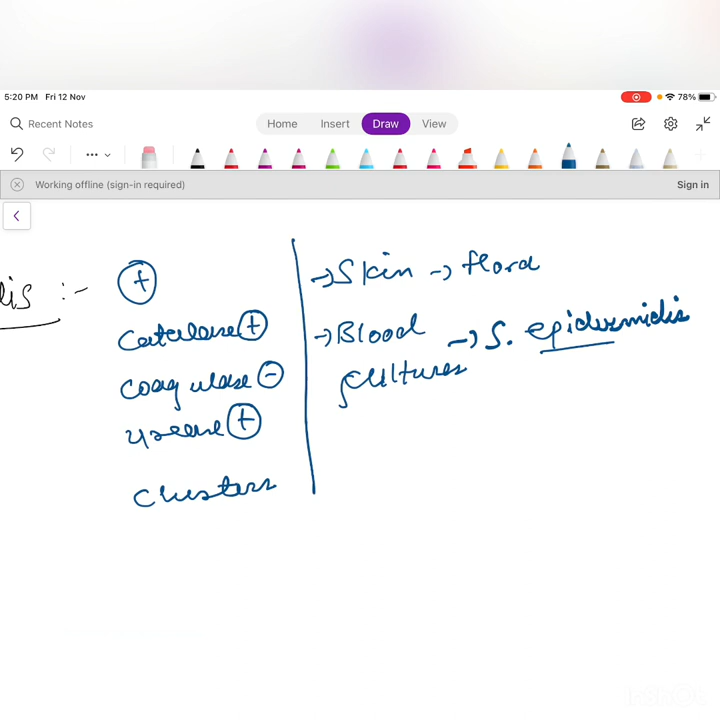 5:20 PM Fri 12 Nov
78%
Recent Notes
Home Insert Draw View
Working offline (sign-in required)
Sign in
dis :-
+
Catalase +
coagulase -
urease +
clusters
→ Skin → flora
→ Blood cultures → S. epidermidis